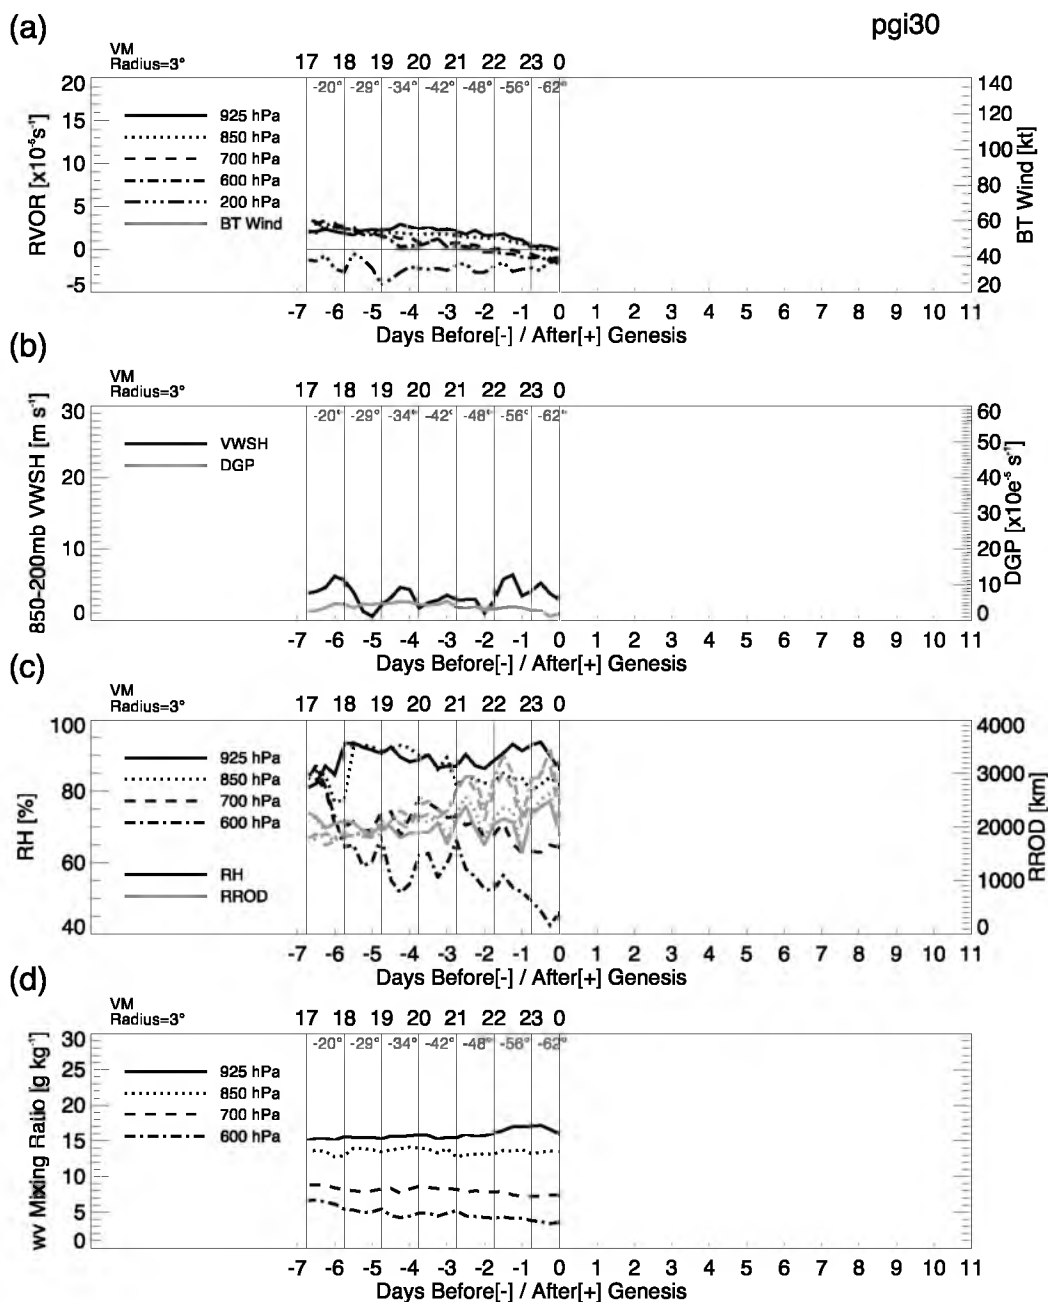 (a)
pgi30
VM
Radius=3°
17 18 19 20 21 22 23 0
-20° -29° -34° -42° -48° -56° -62°
20
15
10
5
0
-5
RVOR [x10⁻⁵s⁻¹]
925 hPa
850 hPa
700 hPa
600 hPa
200 hPa
BT Wind
140
120
100
80
60
40
20
BT Wind [kt]
-7 -6 -5 -4 -3 -2 -1 0 1 2 3 4 5 6 7 8 9 10 11
Days Before[-] / After[+] Genesis
(b)
VM
Radius=3°
17 18 19 20 21 22 23 0
-20° -29° -34° -42° -48° -56° -62°
30
20
10
0
850-200mb VWSH [m s⁻¹]
VWSH
DGP
60
50
40
30
20
10
0
DGP [x10e⁻⁵ s⁻¹]
-7 -6 -5 -4 -3 -2 -1 0 1 2 3 4 5 6 7 8 9 10 11
Days Before[-] / After[+] Genesis
(c)
VM
Radius=3°
17 18 19 20 21 22 23 0
100
80
60
40
RH [%]
925 hPa
850 hPa
700 hPa
600 hPa
RH
RROD
4000
3000
2000
1000
0
RROD [km]
-7 -6 -5 -4 -3 -2 -1 0 1 2 3 4 5 6 7 8 9 10 11
Days Before[-] / After[+] Genesis
(d)
VM
Radius=3°
17 18 19 20 21 22 23 0
-20° -29° -34° -42° -48° -56° -62°
30
25
20
15
10
5
0
wv Mixing Ratio [g kg⁻¹]
925 hPa
850 hPa
700 hPa
600 hPa
-7 -6 -5 -4 -3 -2 -1 0 1 2 3 4 5 6 7 8 9 10 11
Days Before[-] / After[+] Genesis